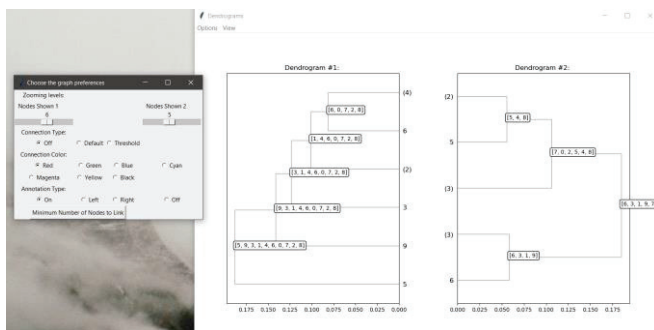 Dendrograms
Options View
Choose the graph preferences
Zooming levels:
Nodes Shown 1 Nodes Shown 2
6 5
Connection Type:
Off Default Threshold
Connection Color:
Red Green Blue Cyan
Magenta Yellow Black
Annotation Type:
On Left Right Off
Minimum Number of Nodes to Link
Dendrogram #1:
(4)
[6, 0, 7, 2, 8]
6
[1, 4, 6, 0, 7, 2, 8]
(2)
[3, 1, 4, 6, 0, 7, 2, 8]
3
[9, 3, 1, 4, 6, 0, 7, 2, 8]
9
[5, 9, 3, 1, 4, 6, 0, 7, 2, 8]
5
0.175 0.150 0.125 0.100 0.075 0.050 0.025 0.000
Dendrogram #2:
(2)
[5, 4, 8]
5
[7, 0, 2, 5, 4, 8]
(3)
[6, 3, 1, 9, 7
(3)
[6, 3, 1, 9]
6
0.000 0.025 0.050 0.075 0.100 0.125 0.150 0.175